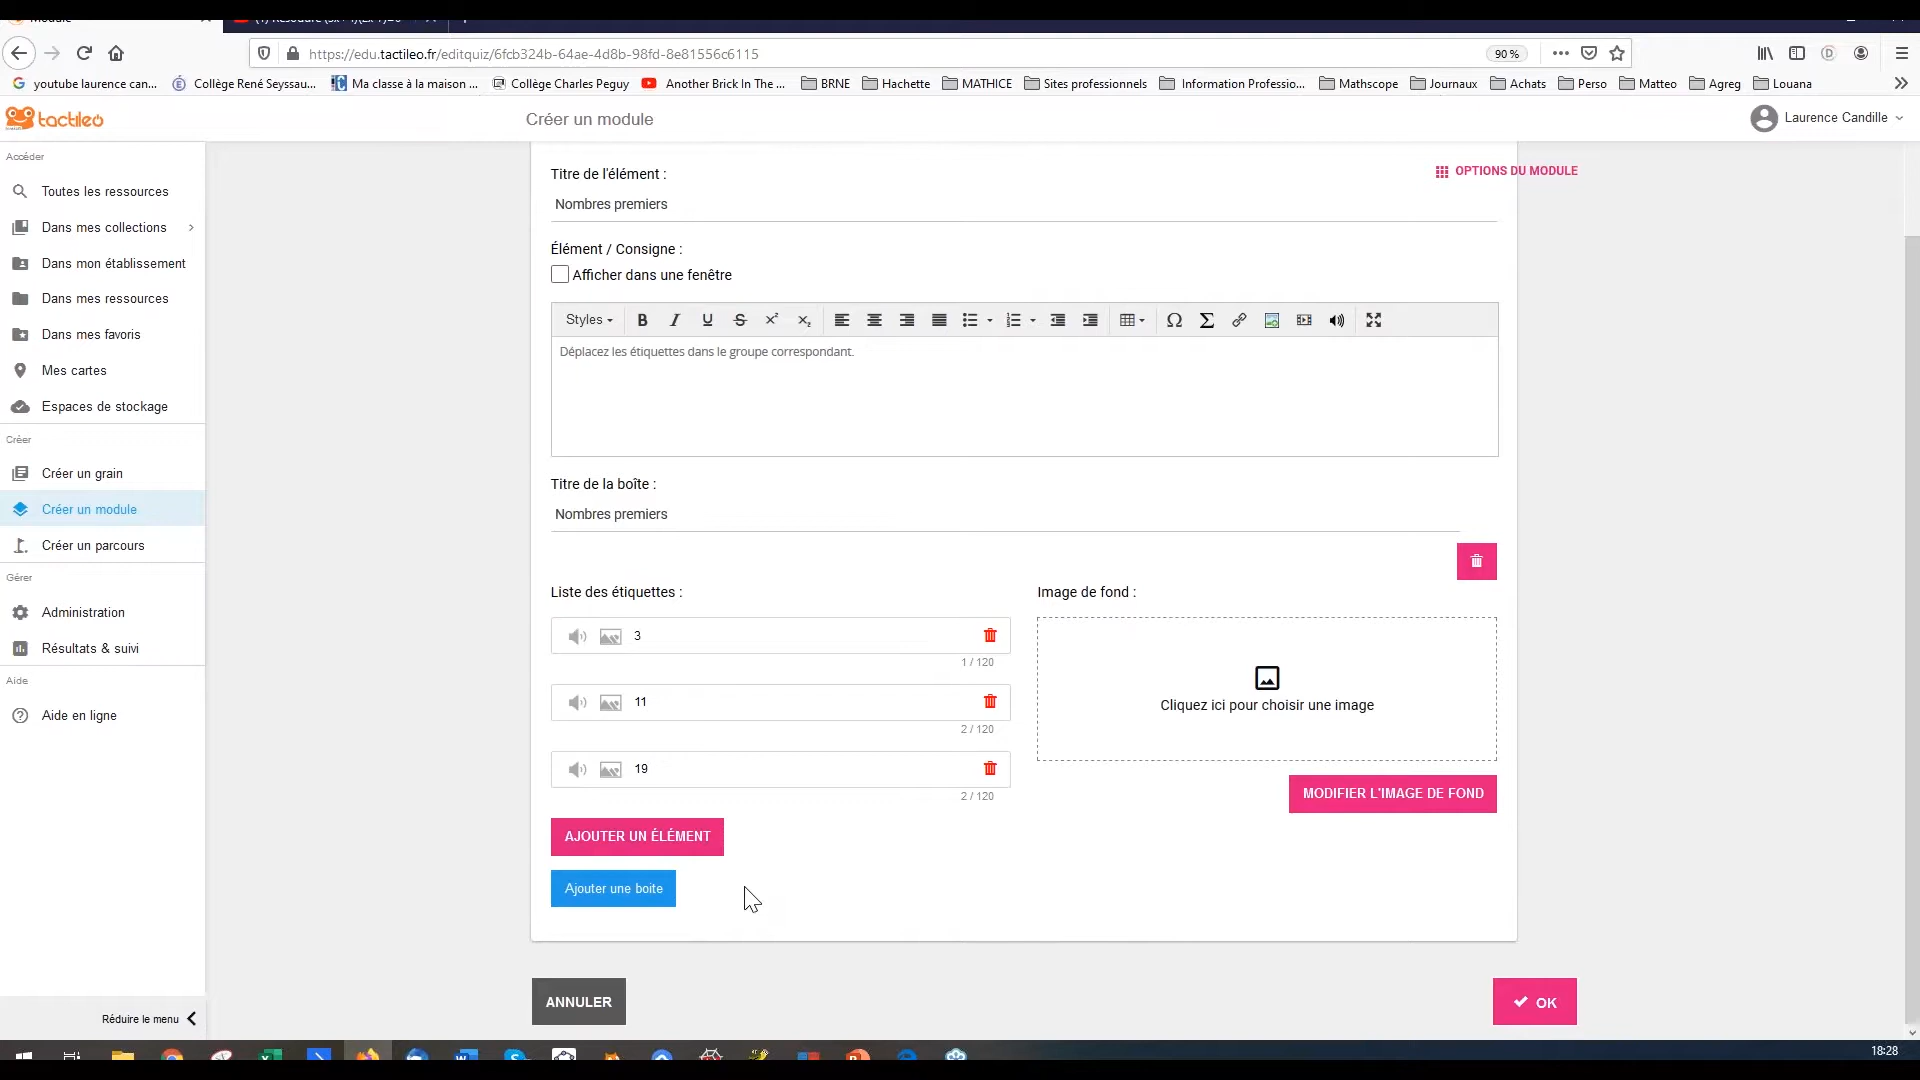 Module
(1) Résoudre (5x+1)(2x-7)=0
https://edu.tactileo.fr/editquiz/6fcb324b-64ae-4d8b-98fd-8e81556c6115
90 %
youtube laurence can...
Collège René Seyssau...
Ma classe à la maison ...
Collège Charles Peguy
Another Brick In The ...
BRNE
Hachette
MATHICE
Sites professionnels
Information Professio...
Mathscope
Journaux
Achats
Perso
Matteo
Agreg
Louana
tactileo
Créer un module
Laurence Candille
Accéder
Toutes les ressources
Dans mes collections
Dans mon établissement
Dans mes ressources
Dans mes favoris
Mes cartes
Espaces de stockage
Créer
Créer un grain
Créer un module
Créer un parcours
Gérer
Administration
Résultats & suivi
Aide
Aide en ligne
Réduire le menu
OPTIONS DU MODULE
Titre de l'élément :
Nombres premiers
Élément / Consigne :
Afficher dans une fenêtre
Styles
Déplacez les étiquettes dans le groupe correspondant.
Titre de la boîte :
Nombres premiers
Liste des étiquettes :
3
1 / 120
11
2 / 120
19
2 / 120
Image de fond :
Cliquez ici pour choisir une image
MODIFIER L'IMAGE DE FOND
AJOUTER UN ÉLÉMENT
Ajouter une boite
ANNULER
OK
18:28